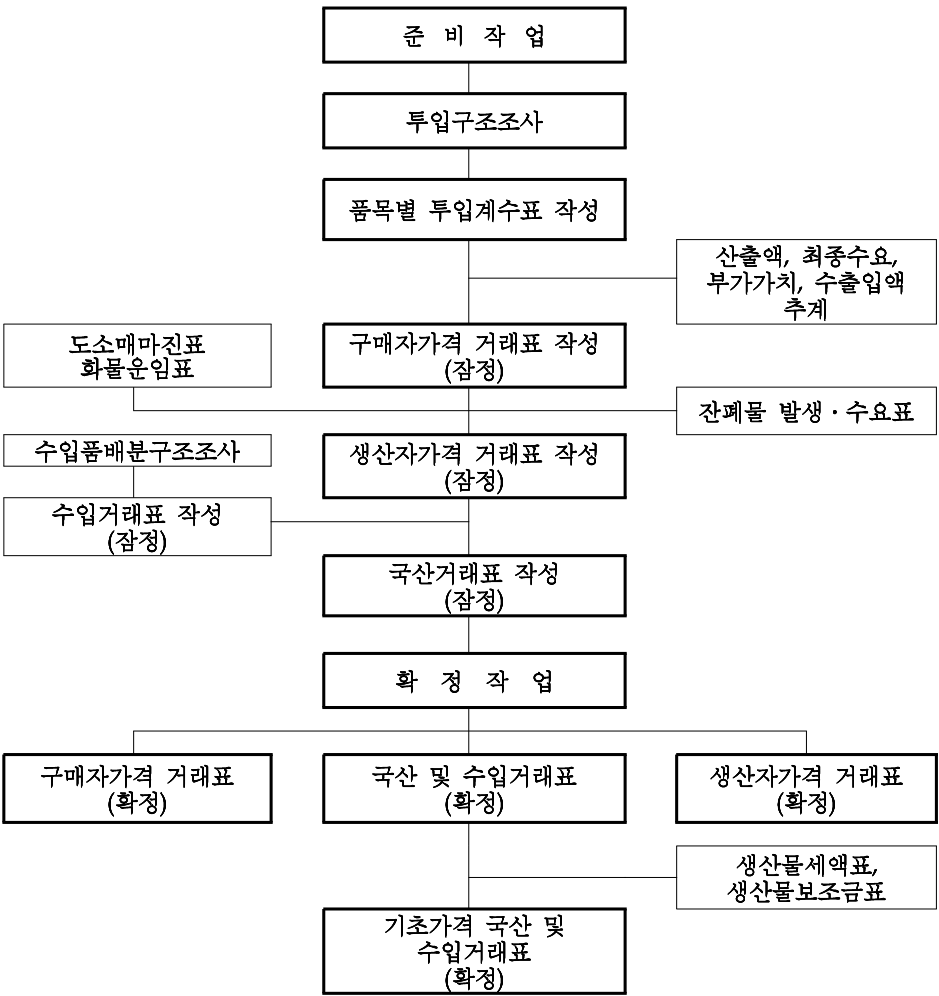 준 비 작 업
투입구조조사
품목별 투입계수표 작성
산출액, 최종수요,
부가가치, 수출입액
추계
도소매마진표
화물운임표
구매자가격 거래표 작성
(잠정)
잔폐물 발생·수요표
수입품배분구조조사
생산자가격 거래표 작성
(잠정)
수입거래표 작성
(잠정)
국산거래표 작성
(잠정)
확 정 작 업
구매자가격 거래표
(확정)
국산 및 수입거래표
(확정)
생산자가격 거래표
(확정)
생산물세액표,
생산물보조금표
기초가격 국산 및
수입거래표
(확정)